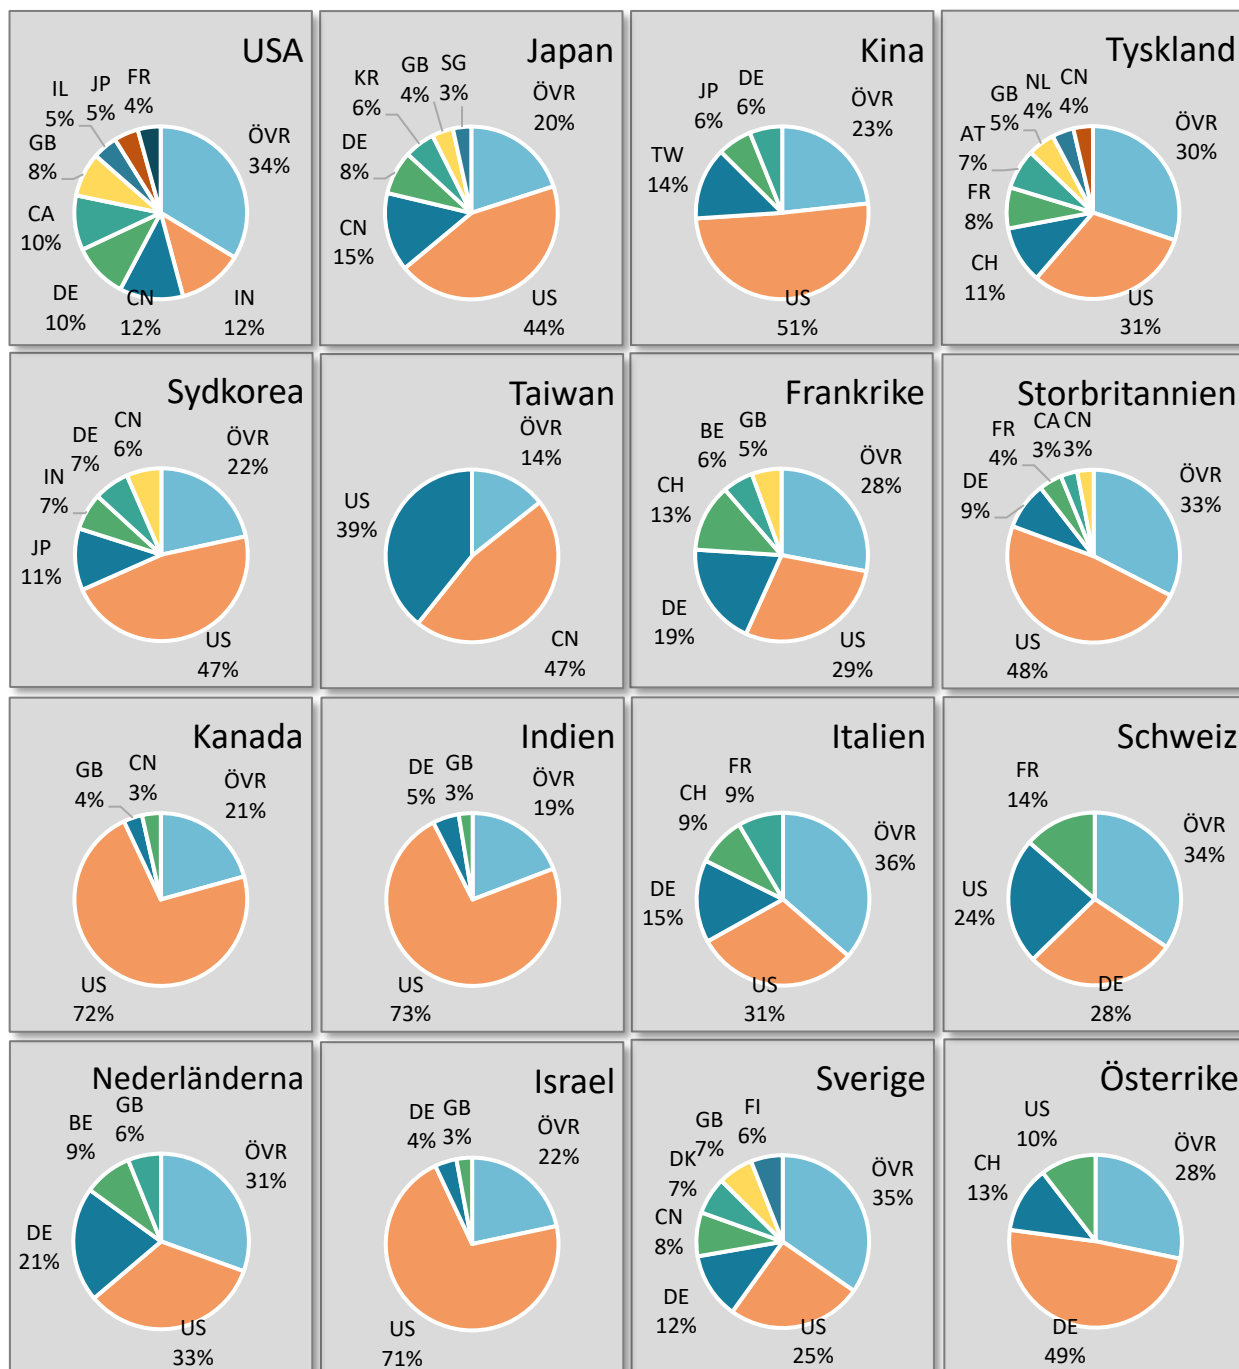 USA
IL
5%
JP
5%
FR
4%
GB
8%
ÖVR
34%
CA
10%
DE
10%
CN
12%
IN
12%
Japan
KR
6%
GB
4%
SG
3%
ÖVR
20%
DE
8%
CN
15%
US
44%
Kina
JP
6%
DE
6%
ÖVR
23%
TW
14%
US
51%
Tyskland
GB
5%
NL
4%
CN
4%
ÖVR
30%
AT
7%
FR
8%
CH
11%
US
31%
Sydkorea
DE
7%
CN
6%
ÖVR
22%
IN
7%
JP
11%
US
47%
Taiwan
ÖVR
14%
US
39%
CN
47%
Frankrike
BE
6%
GB
5%
ÖVR
28%
CH
13%
DE
19%
US
29%
Storbritannien
FR
4%
CA
3%
CN
3%
ÖVR
33%
DE
9%
US
48%
Kanada
GB
4%
CN
3%
ÖVR
21%
US
72%
Indien
DE
5%
GB
3%
ÖVR
19%
US
73%
Italien
CH
9%
FR
9%
ÖVR
36%
DE
15%
US
31%
Schweiz
FR
14%
ÖVR
34%
US
24%
DE
28%
Nederländerna
BE
9%
GB
6%
ÖVR
31%
DE
21%
US
33%
Israel
DE
4%
GB
3%
ÖVR
22%
US
71%
Sverige
GB
7%
FI
6%
DK
7%
ÖVR
35%
CN
8%
DE
12%
US
25%
Österrike
US
10%
ÖVR
28%
CH
13%
DE
49%